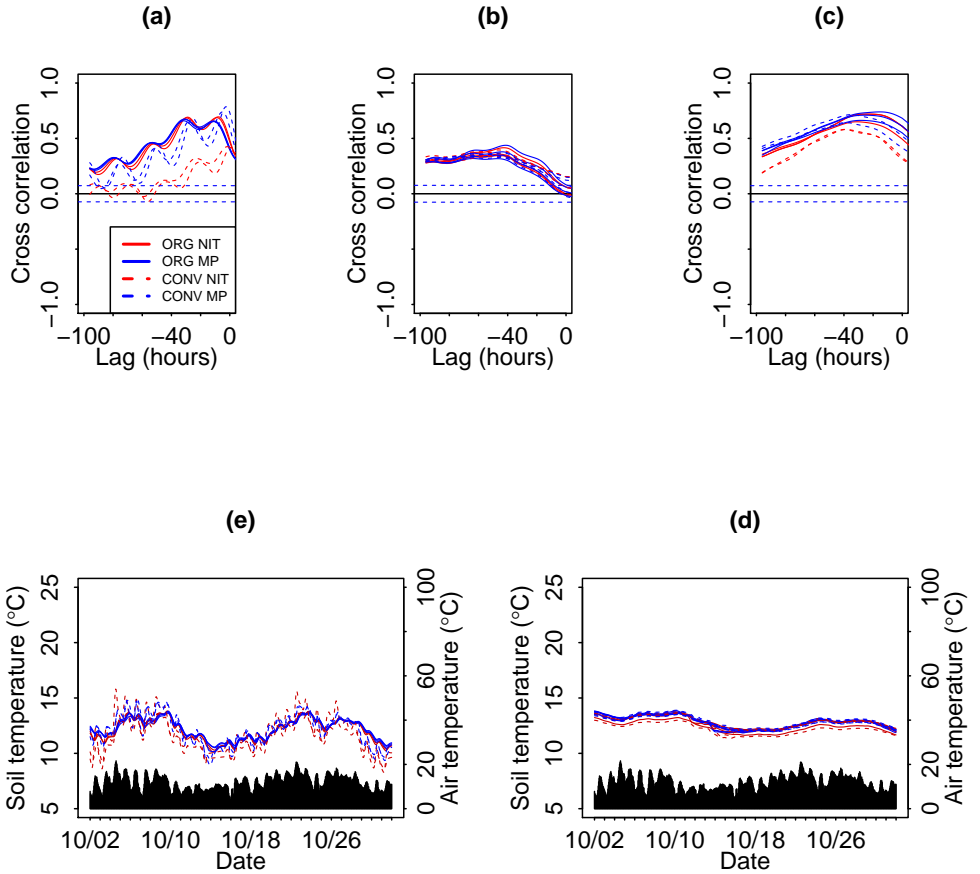 (a)
(b)
(c)
Cross correlation
1.0
0.5
0.0
−1.0
ORG NIT
ORG MP
CONV NIT
CONV MP
−100
−40
0
Lag (hours)
Cross correlation
1.0
0.5
0.0
−1.0
−100
−40
0
Lag (hours)
Cross correlation
1.0
0.5
0.0
−1.0
−100
−40
0
Lag (hours)
(e)
(d)
Soil temperature (°C)
25
20
15
10
5
100
60
20
0
Air temperature (°C)
10/02
10/10
10/18
10/26
Date
Soil temperature (°C)
25
20
15
10
5
100
60
20
0
Air temperature (°C)
10/02
10/10
10/18
10/26
Date